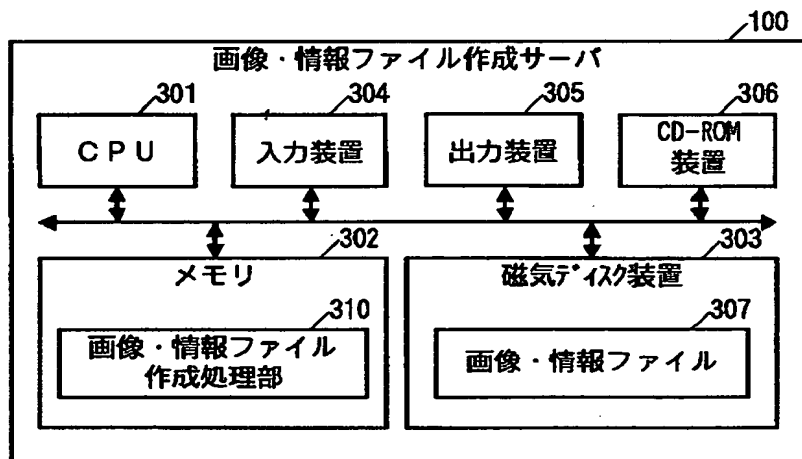 100
画像・情報ファイル作成サーバ
301
304
305
306
CPU
入力装置
出力装置
CD-ROM
装置
302
303
メモリ
磁気ディスク装置
310
307
画像・情報ファイル
作成処理部
画像・情報ファイル